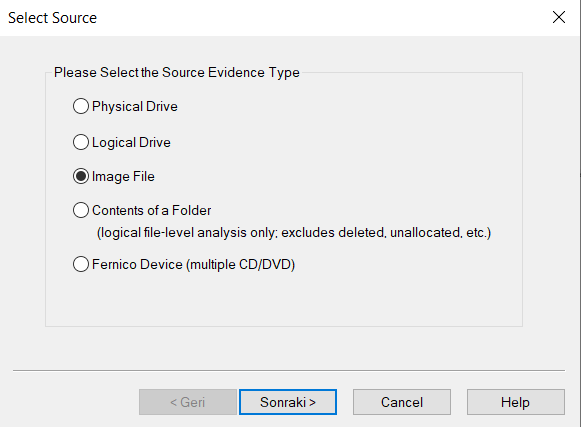 Select Source
Please Select the Source Evidence Type
Physical Drive
Logical Drive
Image File
Contents of a Folder
(logical file-level analysis only; excludes deleted, unallocated, etc.)
Fernico Device (multiple CD/DVD)
< Geri
Sonraki >
Cancel
Help